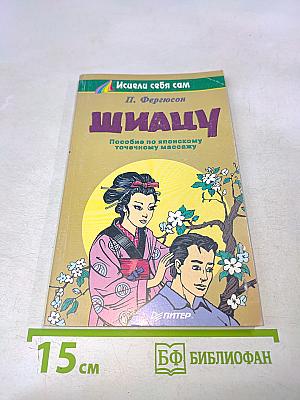 Исцели себя сам
П. Фергюсон
ШИАЦУ
Пособие по японскому
точечному массажу
ПИТЕР
15 см
БФ БИБЛИОФАН